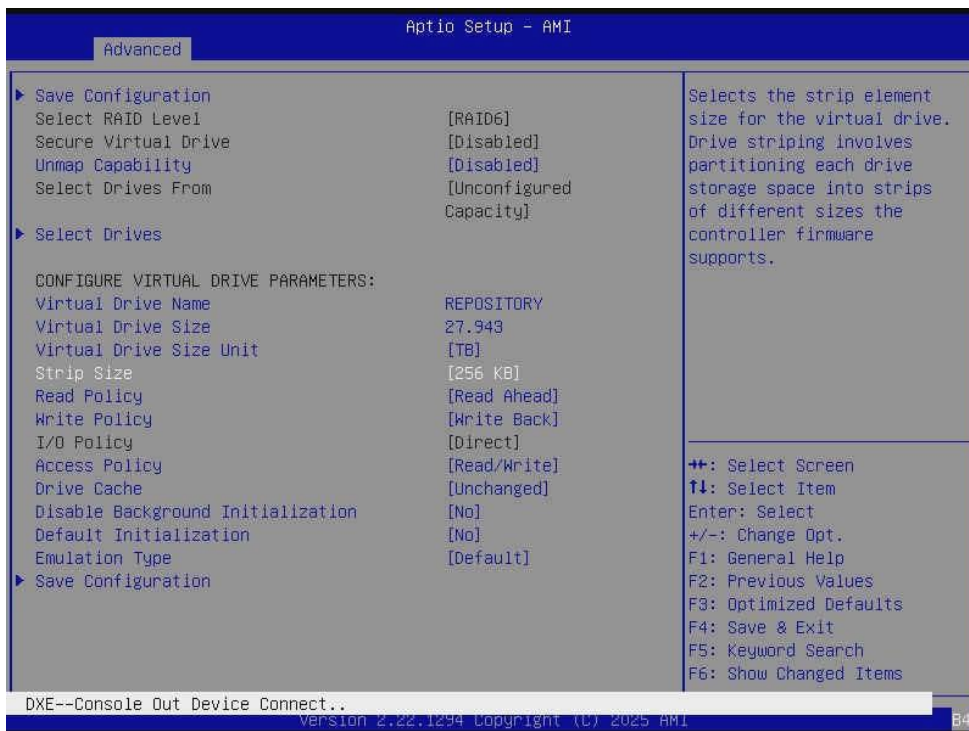 Aptio Setup - AMI
Advanced
Save Configuration
Select RAID Level [RAID6]
Secure Virtual Drive [Disabled]
Unmap Capability [Disabled]
Select Drives From [Unconfigured
Capacity]
Select Drives
CONFIGURE VIRTUAL DRIVE PARAMETERS:
Virtual Drive Name REPOSITORY
Virtual Drive Size 27.943
Virtual Drive Size Unit [TB]
Strip Size [256 KB]
Read Policy [Read Ahead]
Write Policy [Write Back]
I/O Policy [Direct]
Access Policy [Read/Write]
Drive Cache [Unchanged]
Disable Background Initialization [No]
Default Initialization [No]
Emulation Type [Default]
Save Configuration
Selects the strip element
size for the virtual drive.
Drive striping involves
partitioning each drive
storage space into strips
of different sizes the
controller firmware
supports.
→←: Select Screen
↑↓: Select Item
Enter: Select
+/-: Change Opt.
F1: General Help
F2: Previous Values
F3: Optimized Defaults
F4: Save & Exit
F5: Keyword Search
F6: Show Changed Items
DXE--Console Out Device Connect..
Version 2.22.1294 Copyright (C) 2025 AMI
B4